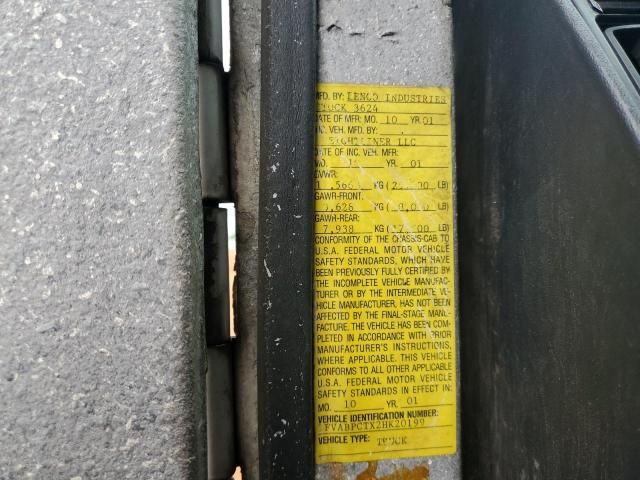 MFD. BY: LENCO INDUSTRIES
TRUCK 3624
DATE OF MFR: MO. 10 YR. 01
INC. VEH. MFD. BY:
FREIGHTLINER LLC
DATE OF INC. VEH. MFR:
MO. YR. 01
GVWR:
KG ( LB)
GAWR-FRONT:
KG ( LB)
GAWR-REAR:
7,938 KG ( LB)
CONFORMITY OF THE CHASSIS-CAB TO
U.S.A. FEDERAL MOTOR VEHICLE
SAFETY STANDARDS, WHICH HAVE
BEEN PREVIOUSLY FULLY CERTIFIED BY
THE INCOMPLETE VEHICLE MANUFAC-
TURER OR BY THE INTERMEDIATE VE-
HICLE MANUFACTURER, HAS NOT BEEN
AFFECTED BY THE FINAL-STAGE MANU-
FACTURE. THE VEHICLE HAS BEEN COM-
PLETED IN ACCORDANCE WITH PRIOR
MANUFACTURER'S INSTRUCTIONS,
WHERE APPLICABLE. THIS VEHICLE
CONFORMS TO ALL OTHER APPLICABLE
U.S.A. FEDERAL MOTOR VEHICLE SAFETY
STANDARDS IN EFFECT IN:
MO. 10 YR. 01
VEHICLE IDENTIFICATION NUMBER:
FVABPCTX2HK20199
VEHICLE TYPE: TRUCK